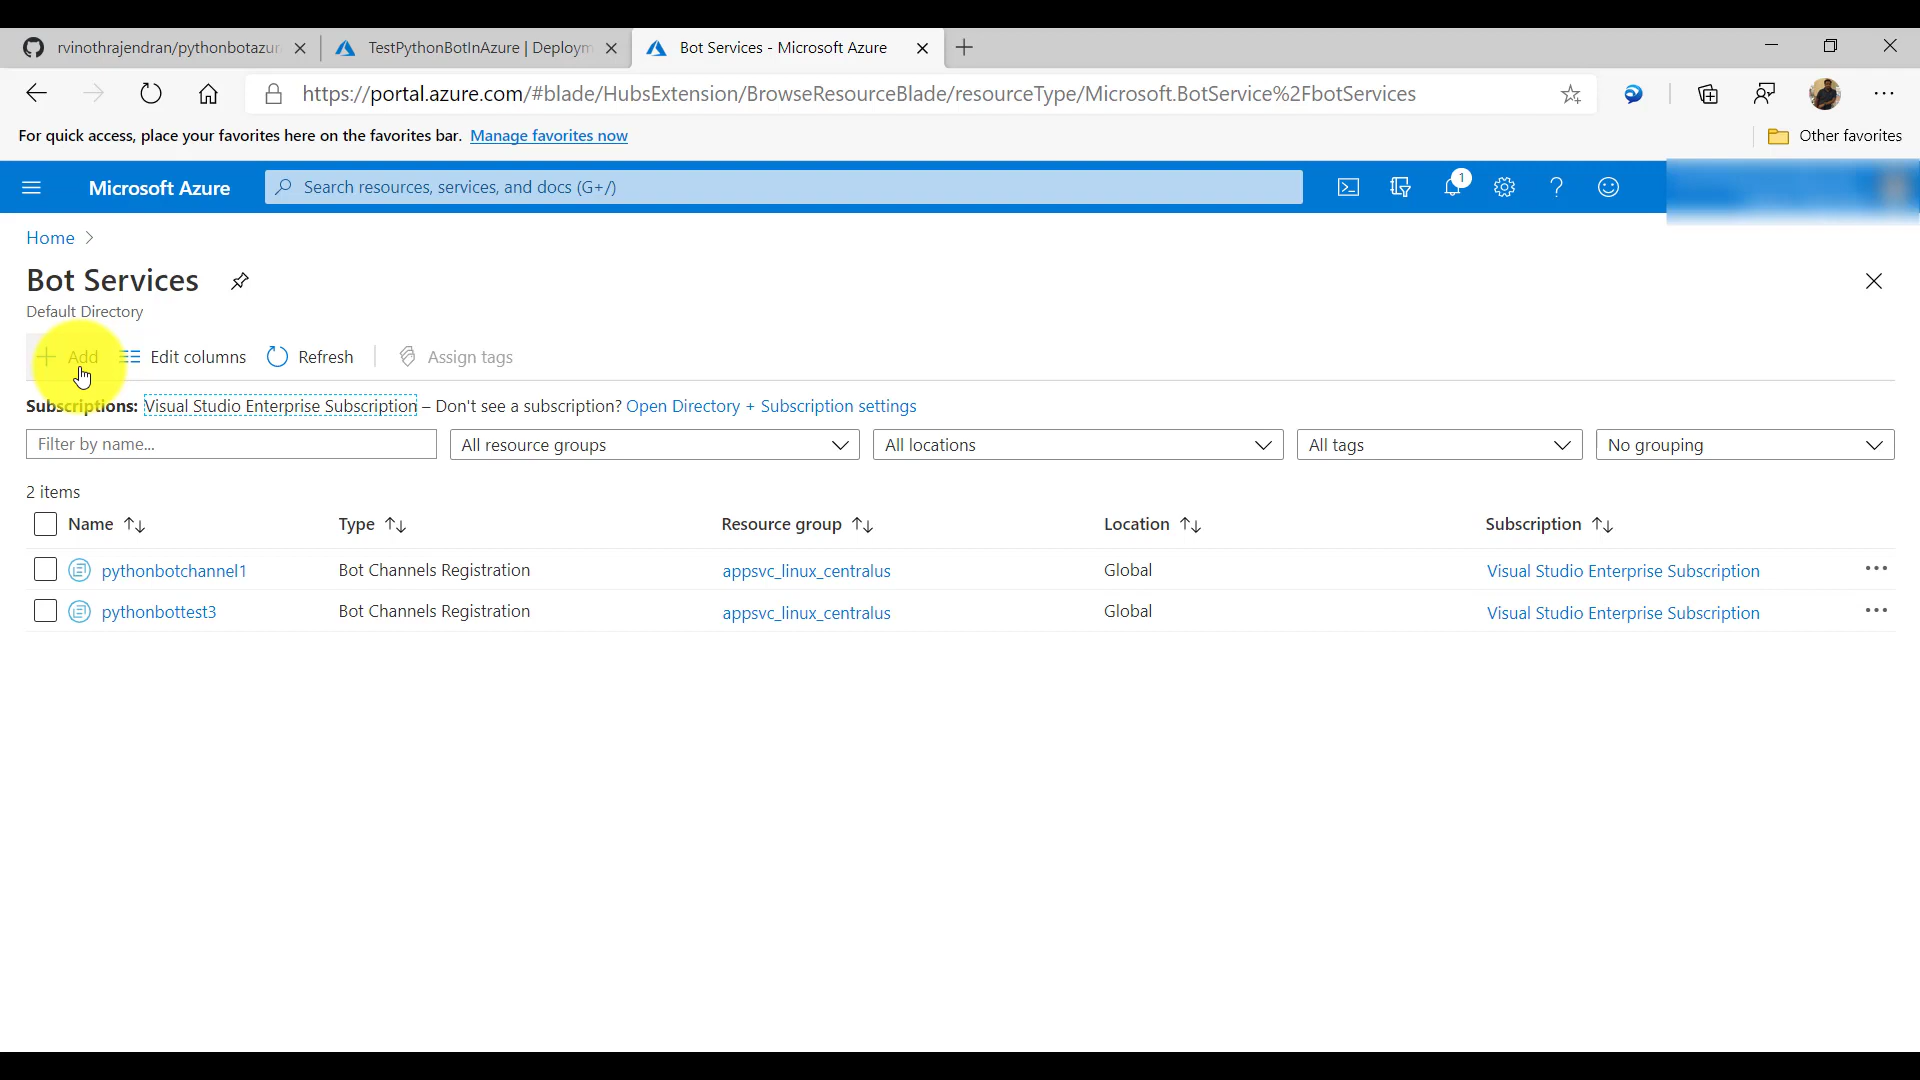 rvinothrajendran/pythonbotazur
TestPythonBotInAzure | Deploym
Bot Services - Microsoft Azure
https://portal.azure.com/#blade/HubsExtension/BrowseResourceBlade/resourceType/Microsoft.BotService%2FbotServices
For quick access, place your favorites here on the favorites bar. Manage favorites now
Other favorites
Microsoft Azure
Search resources, services, and docs (G+/)
1
Home
Bot Services
Default Directory
Add
Edit columns
Refresh
Assign tags
Subscriptions: Visual Studio Enterprise Subscription – Don't see a subscription? Open Directory + Subscription settings
Filter by name...
All resource groups
All locations
All tags
No grouping
2 items
Name
Type
Resource group
Location
Subscription
pythonbotchannel1
Bot Channels Registration
appsvc_linux_centralus
Global
Visual Studio Enterprise Subscription
pythonbottest3
Bot Channels Registration
appsvc_linux_centralus
Global
Visual Studio Enterprise Subscription